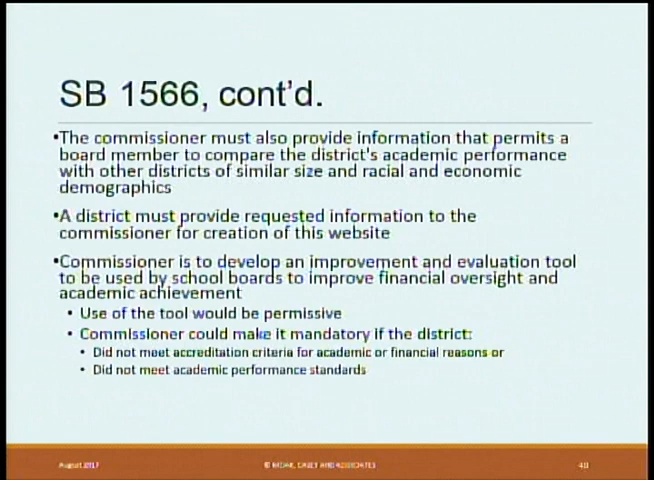 SB 1566, cont'd.
•The commissioner must also provide information that permits a
board member to compare the district's academic performance
with other districts of similar size and racial and economic
demographics
•A district must provide requested information to the
commissioner for creation of this website
•Commissioner is to develop an improvement and evaluation tool
to be used by school boards to improve financial oversight and
academic achievement
• Use of the tool would be permissive
• Commissioner could make it mandatory if the district:
• Did not meet accreditation criteria for academic or financial reasons or
• Did not meet academic performance standards
August 2017
© AND ASSOCIATES